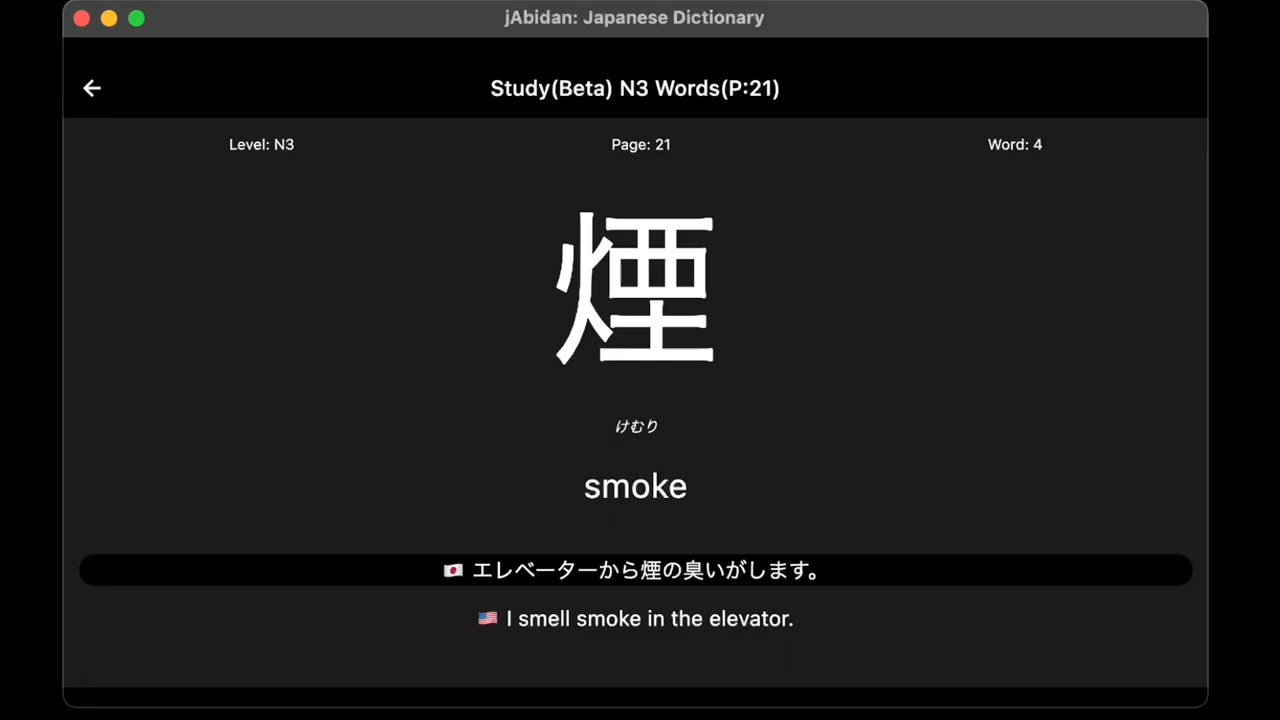 jAbidan: Japanese Dictionary
Study(Beta) N3 Words(P:21)
Level: N3
Page: 21
Word: 4
煙
けむり
smoke
エレベーターから煙の臭いがします。
I smell smoke in the elevator.